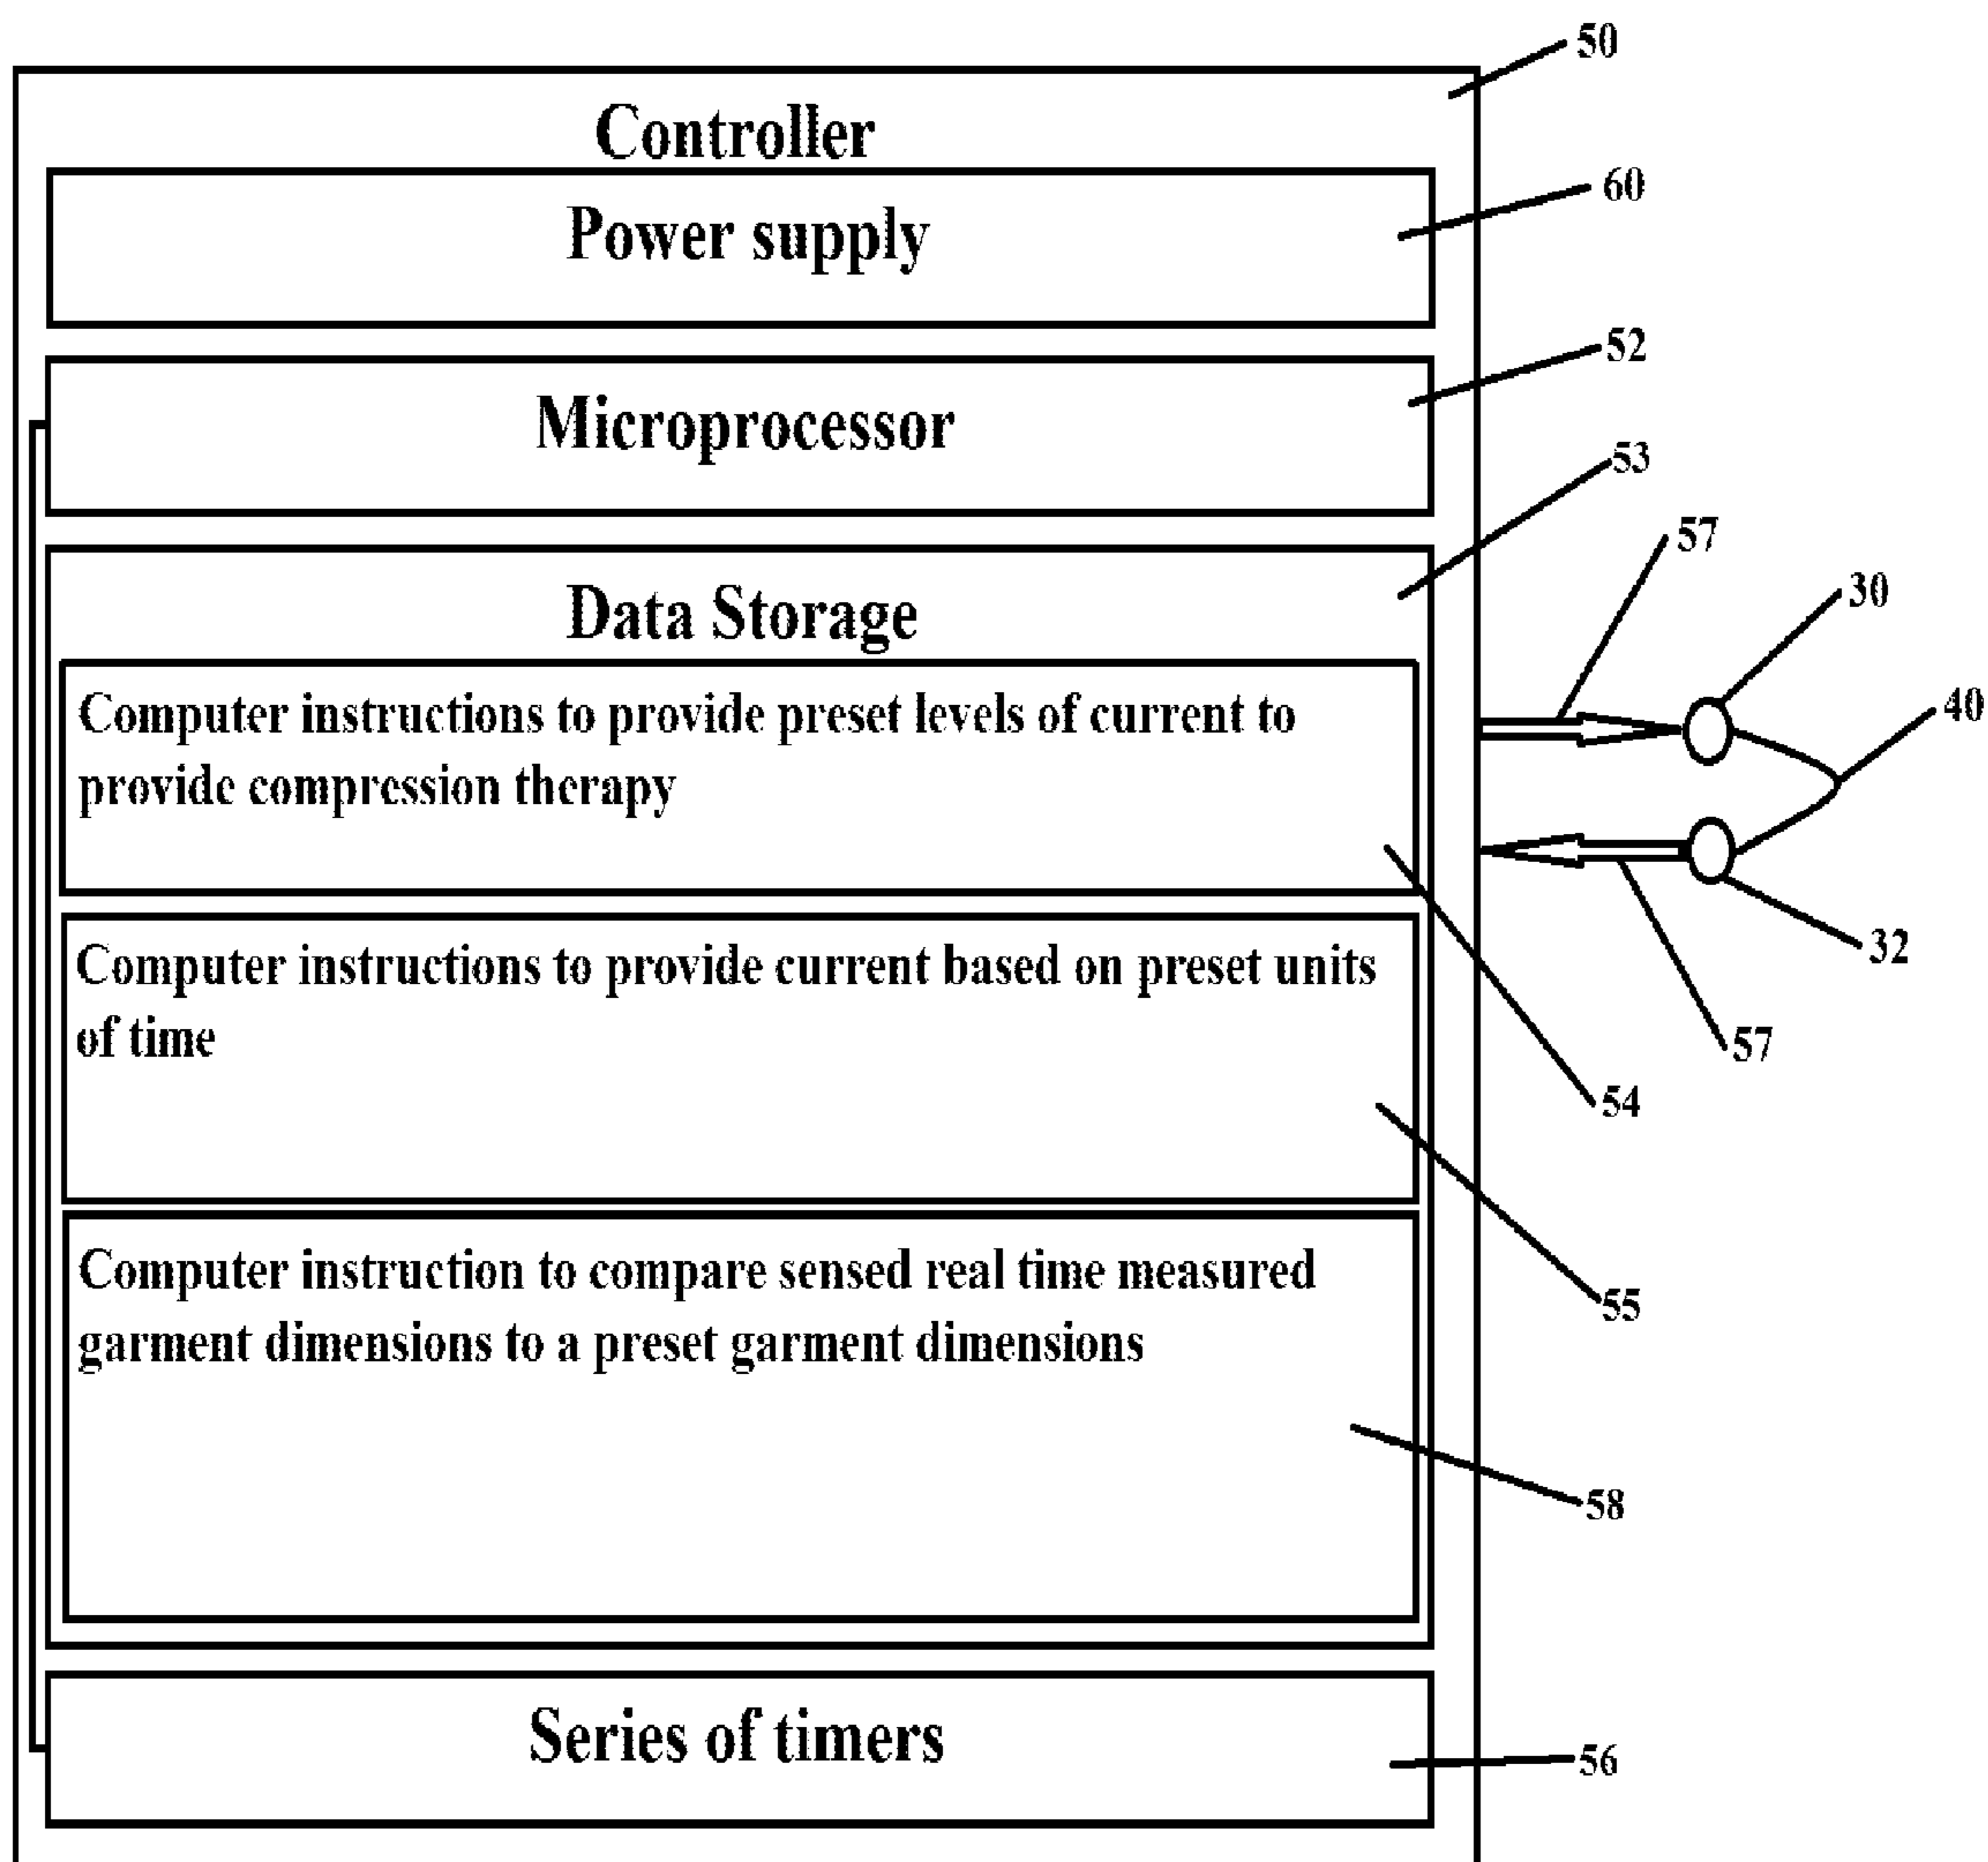 50
Controller
60
Power supply
52
Microprocessor
53
57
Data Storage
30
Computer instructions to provide preset levels of current to
provide compression therapy
40
32
Computer instructions to provide current based on preset units
of time
57
54
Computer instruction to compare sensed real time measured
garment dimensions to a preset garment dimensions
55
58
Series of timers
56